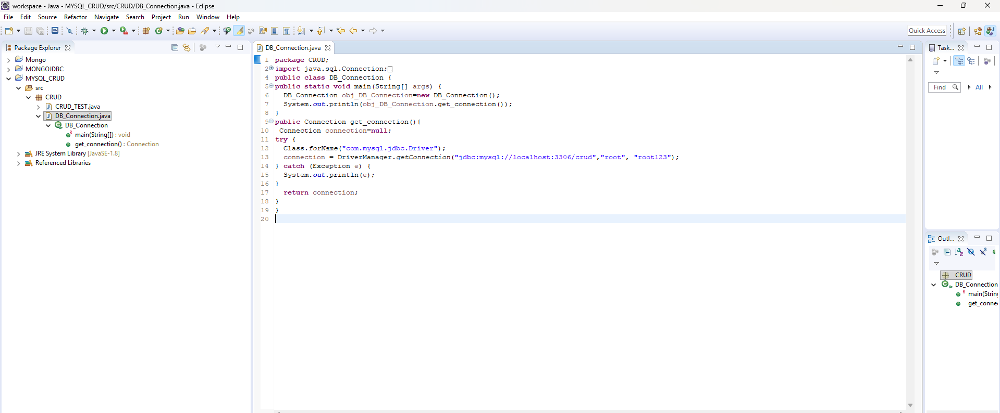 workspace - Java - MYSQL_CRUD/src/CRUD/DB_Connection.java - Eclipse
File Edit Source Refactor Navigate Search Project Run Window Help
Quick Access
Package Explorer
Mongo
MONGOJDBC
MYSQL_CRUD
src
CRUD
CRUD_TEST.java
DB_Connection.java
DB_Connection
main(String[]) : void
get_connection() : Connection
JRE System Library [JavaSE-1.8]
Referenced Libraries
DB_Connection.java
1 package CRUD;
2 import java.sql.Connection;
4 public class DB_Connection {
5 public static void main(String[] args) {
6 DB_Connection obj_DB_Connection=new DB_Connection();
7 System.out.println(obj_DB_Connection.get_connection());
8 }
9 public Connection get_connection(){
10 Connection connection=null;
11 try {
12 Class.forName("com.mysql.jdbc.Driver");
13 connection = DriverManager.getConnection("jdbc:mysql://localhost:3306/crud","root", "root123");
14 } catch (Exception e) {
15 System.out.println(e);
16 }
17 return connection;
18 }
19 }
20
Task...
Find All
Outl...
CRUD
DB_Connection
main(String
get_conne